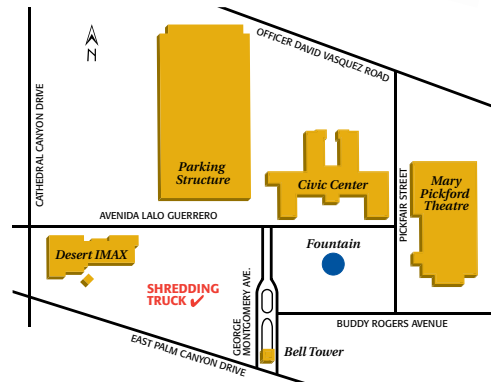 OFFICER DAVID VASQUEZ ROAD
N
CATHEDRAL CANYON DRIVE
Parking
Structure
Civic Center
PICKFAIR STREET
Mary
Pickford
Theatre
AVENIDA LALO GUERRERO
Desert IMAX
Fountain
SHREDDING
TRUCK ✓
GEORGE
MONTGOMERY AVE.
BUDDY ROGERS AVENUE
EAST PALM CANYON DRIVE
Bell Tower